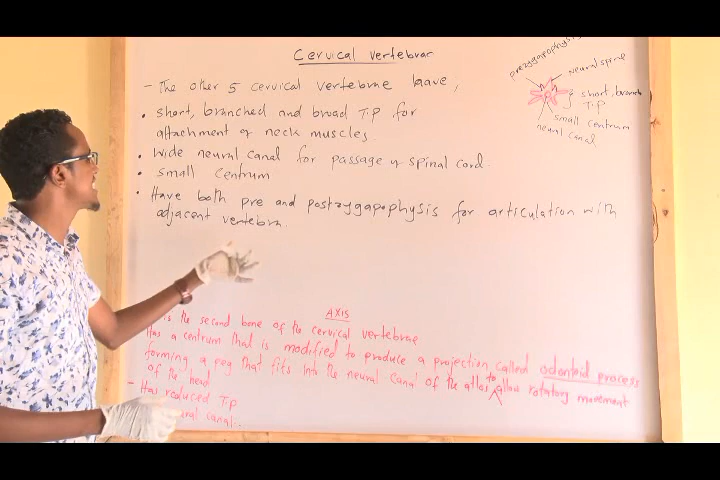 Cervical vertebrae
- The other 5 cervical vertebrae have,
• Short, branched and broad T.P for
attachment of neck muscles.
• Wide neural canal for passage of spinal cord.
• Small centrum
• Have both pre and postzygapophysis for articulation with
adjacent vertebra.
prezygapophysis
neural spine
short, branch
T.P
small centrum
neural canal
AXIS
is the second bone of the cervical vertebrae
Has a centrum that is modified to produce a projection called odontoid process
forming a peg that fits into the neural canal of the atlas to allow rotatory movement
of the head
- Has reduced T.P
neural canal.